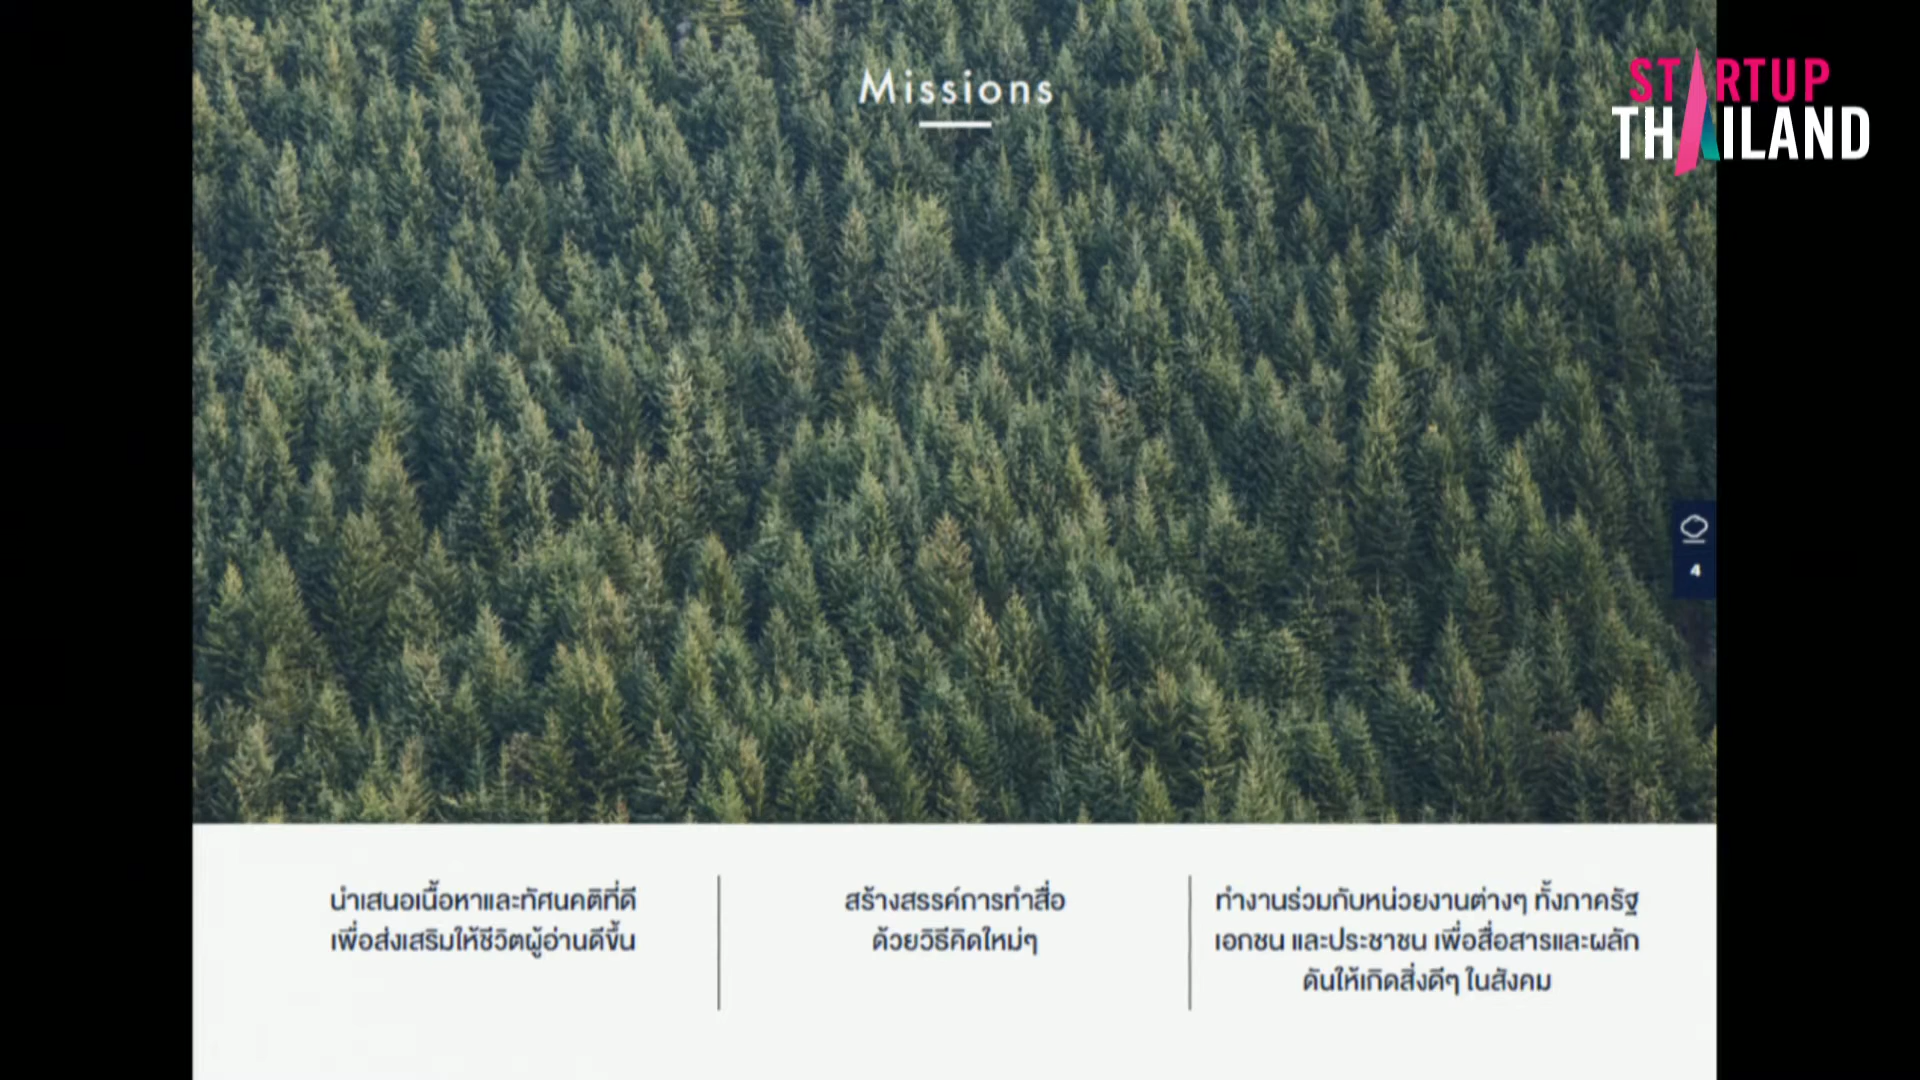 Missions
STARTUP
THAILAND
4
นำเสนอเนื้อหาและทัศนคติที่ดี
เพื่อส่งเสริมให้ชีวิตผู้อ่านดีขึ้น
สร้างสรรค์การทำสื่อ
ด้วยวิธีคิดใหม่ๆ
ทำงานร่วมกับหน่วยงานต่างๆ ทั้งภาครัฐ
เอกชน และประชาชน เพื่อสื่อสารและผลัก
ดันให้เกิดสิ่งดีๆ ในสังคม